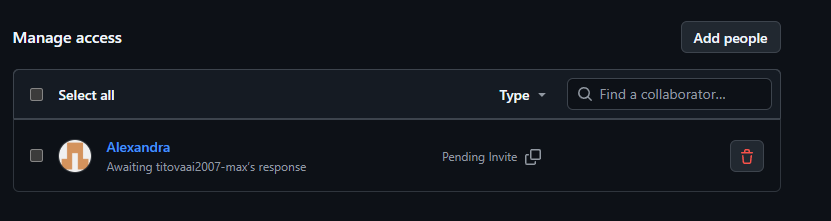 Manage access
Add people
Select all
Type
Find a collaborator...
Alexandra
Awaiting titovaai2007-max's response
Pending Invite